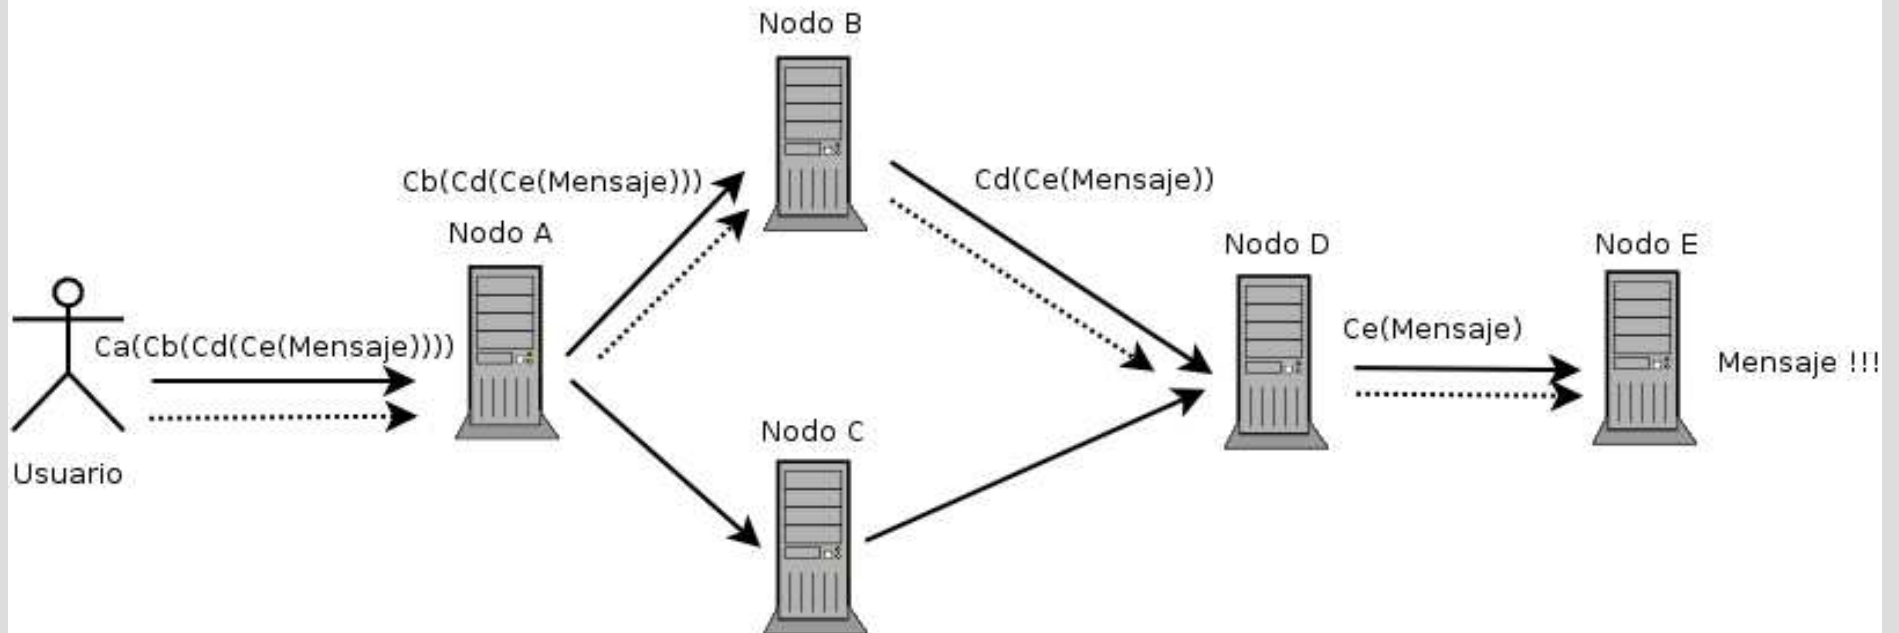 Nodo B
Cb(Cd(Ce(Mensaje)))
Cd(Ce(Mensaje))
Nodo A
Nodo D
Nodo E
Ce(Mensaje)
Ca(Cb(Cd(Ce(Mensaje))))
Mensaje !!!
Nodo C
Usuario